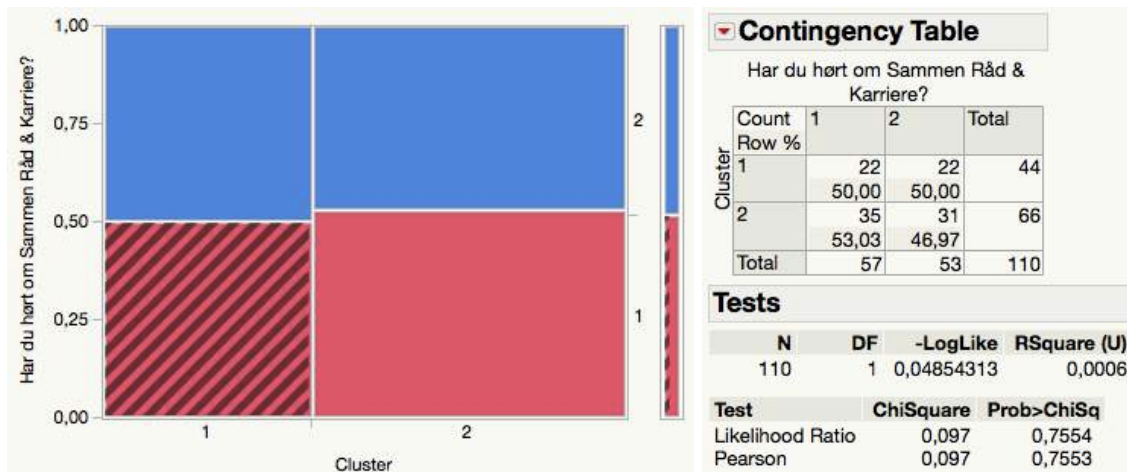 Har du hørt om Sammen Råd & Karriere?
1,00
0,75
0,50
0,25
0,00
2
1
1
2
Cluster
Contingency Table
Har du hørt om Sammen Råd &
Karriere?
Cluster
Count 1 2 Total
Row %
1 22 22 44
50,00 50,00
2 35 31 66
53,03 46,97
Total 57 53 110
Tests
N DF -LogLike RSquare (U)
110 1 0,04854313 0,0006
Test ChiSquare Prob>ChiSq
Likelihood Ratio 0,097 0,7554
Pearson 0,097 0,7553